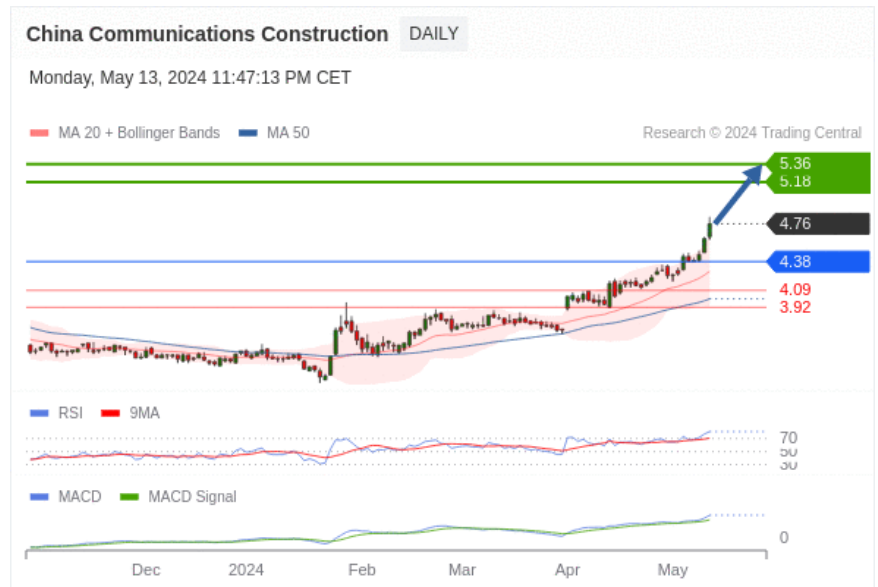 China Communications Construction DAILY
Monday, May 13, 2024 11:47:13 PM CET
MA 20 + Bollinger Bands MA 50 Research © 2024 Trading Central
5.36
5.18
4.76
4.38
4.09
3.92
RSI 9MA
70
50
30
MACD MACD Signal
0
Dec 2024 Feb Mar Apr May